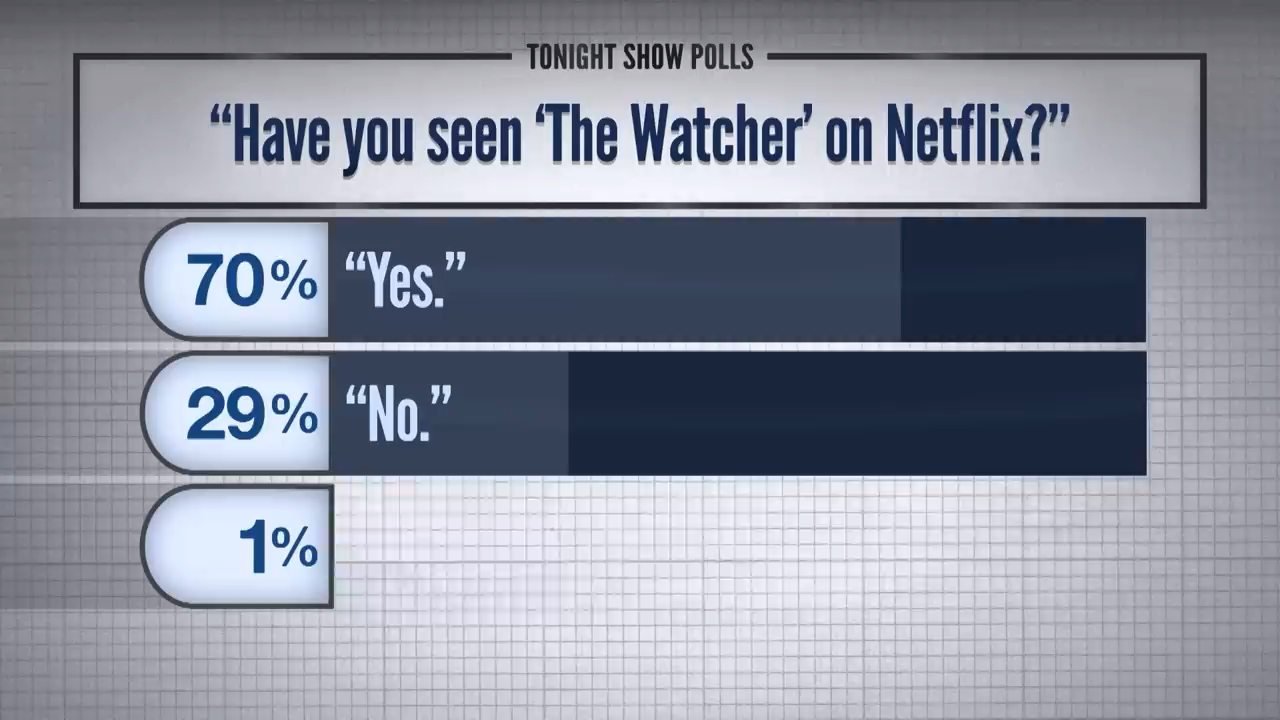 TONIGHT SHOW POLLS
“Have you seen ‘The Watcher’ on Netflix?”
70% “Yes.”
29% “No.”
1%